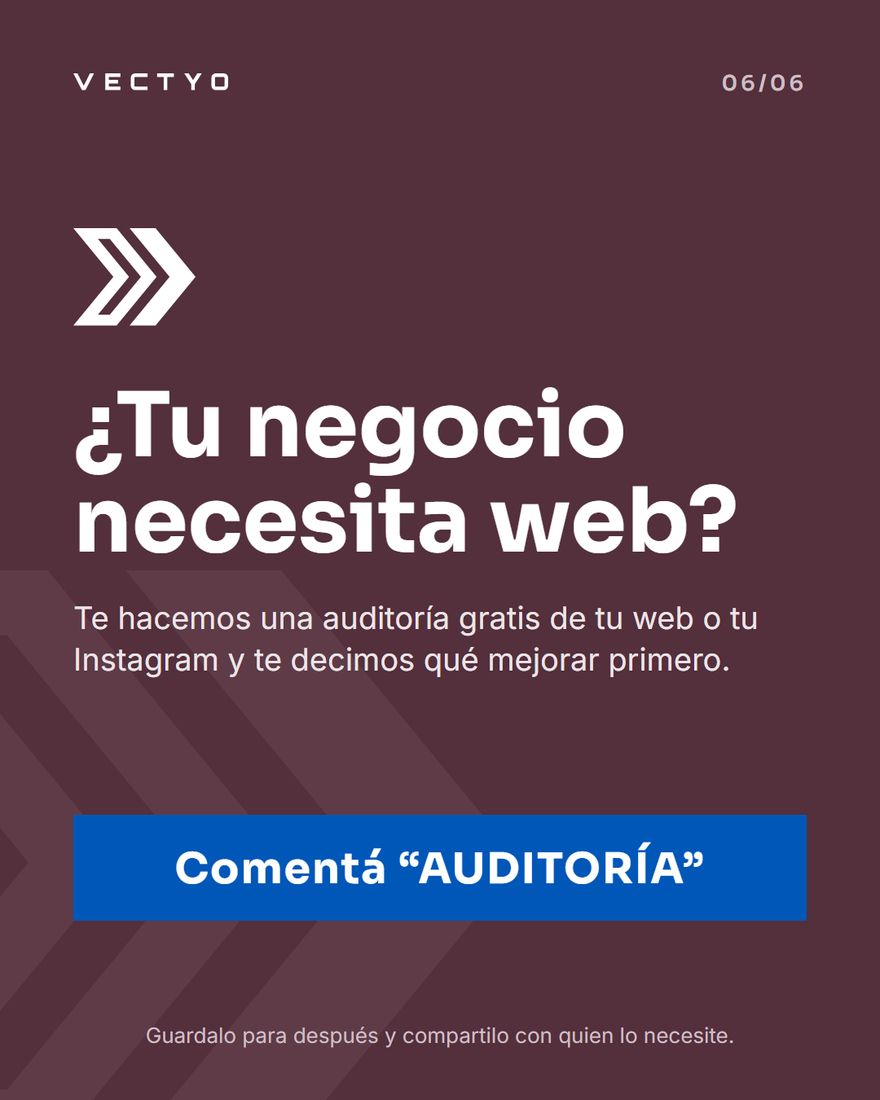 VECTYO
06/06
¿Tu negocio
necesita web?
Te hacemos una auditoría gratis de tu web o tu
Instagram y te decimos qué mejorar primero.
Comentá “AUDITORÍA”
Guardalo para después y compartilo con quien lo necesite.